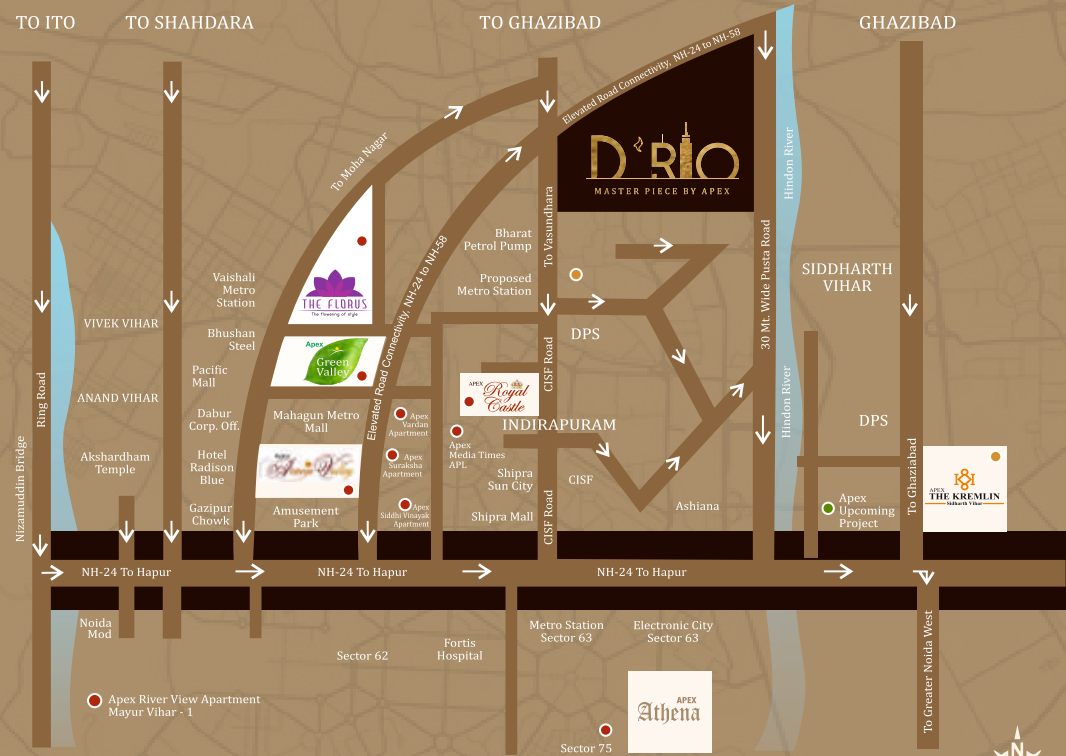 TO ITO
TO SHAHDARA
TO GHAZIBAD
GHAZIBAD
Elevated Road Connectivity, NH-24 to NH-58
D'RIO
MASTER PIECE BY APEX
To Moha Nagar
To Vasundhara
Hindon River
30 Mt. Wide Pusta Road
Bharat
Petrol Pump
Proposed
Metro Station
SIDDHARTH
VIHAR
Vaishali
Metro
Station
THE FLORUS
The flowering of style
Elevated Road Connectivity, NH-24 to NH-58
VIVEK VIHAR
Bhushan
Steel
Apex
Green
Valley
DPS
CISF Road
Pacific
Mall
Ring Road
ANAND VIHAR
APEX
Royal
Castle
Hindon River
Dabur
Corp. Off.
Mahagun Metro
Mall
Apex
Vardan
Apartment
INDIRAPURAM
DPS
Apex
Media Times
APL
Nizamuddin Bridge
Akshardham
Temple
Hotel
Radison
Blue
Valley
Apex
Suraksha
Apartment
Shipra
Sun City
CISF
To Ghaziabad
APEX
THE KREMLIN
Sidharth Vihar
Gazipur
Chowk
Amusement
Park
Apex
Siddhi Vinayak
Apartment
Shipra Mall
CISF Road
Ashiana
Apex
Upcoming
Project
NH-24 To Hapur
NH-24 To Hapur
NH-24 To Hapur
Noida
Mod
Sector 62
Fortis
Hospital
Metro Station
Sector 63
Electronic City
Sector 63
To Greater Noida West
Apex River View Apartment
Mayur Vihar - 1
APEX
Athena
Sector 75
N